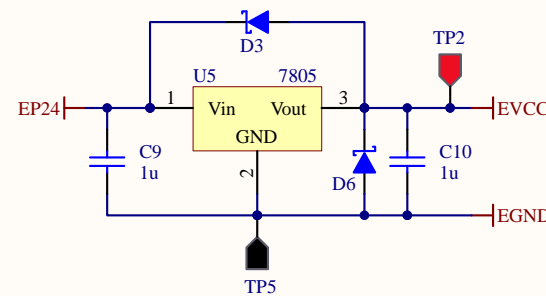 TP2
D3
U5 7805
EP24 1 Vin Vout 3 EVCC
GND
C9
1u
2
D6
C10
1u
EGND
TP5